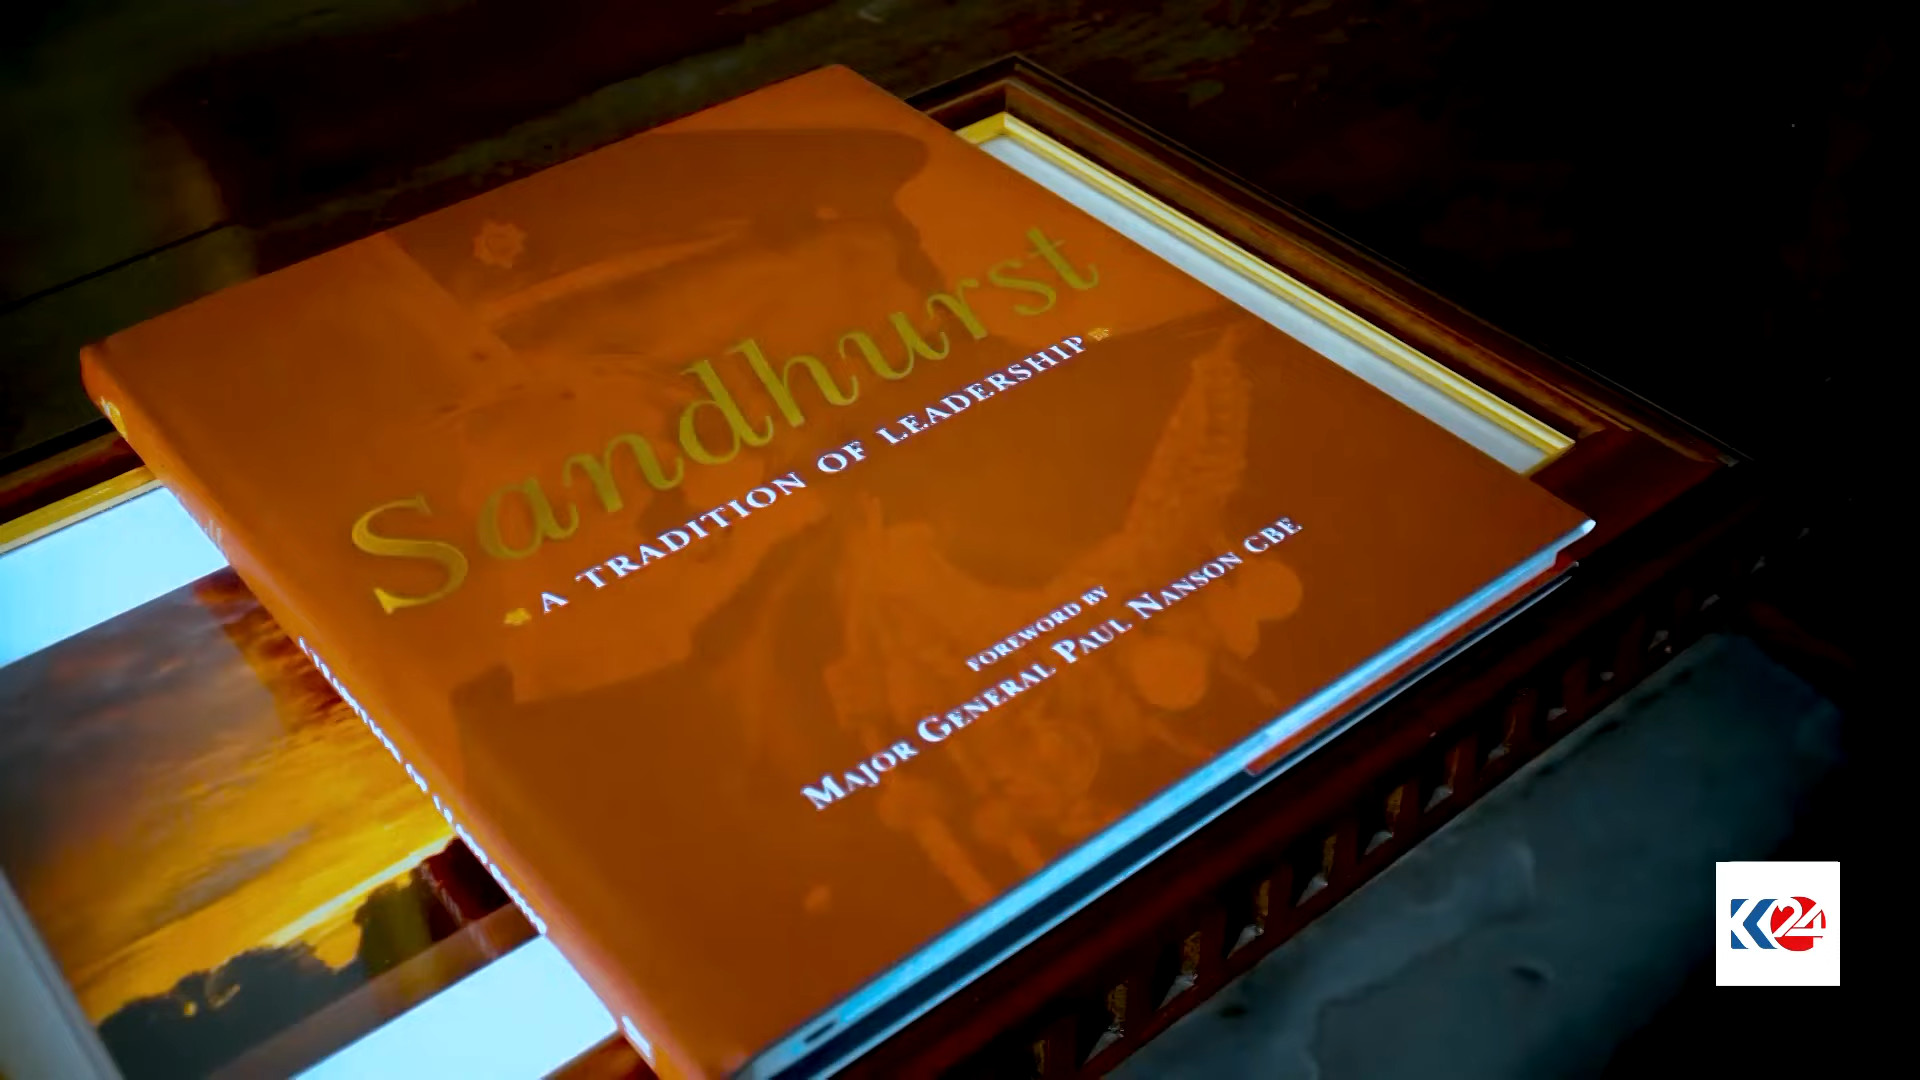 Sandhurst
A TRADITION OF LEADERSHIP
FOREWORD BY
MAJOR GENERAL PAUL NANSON CBE
K24